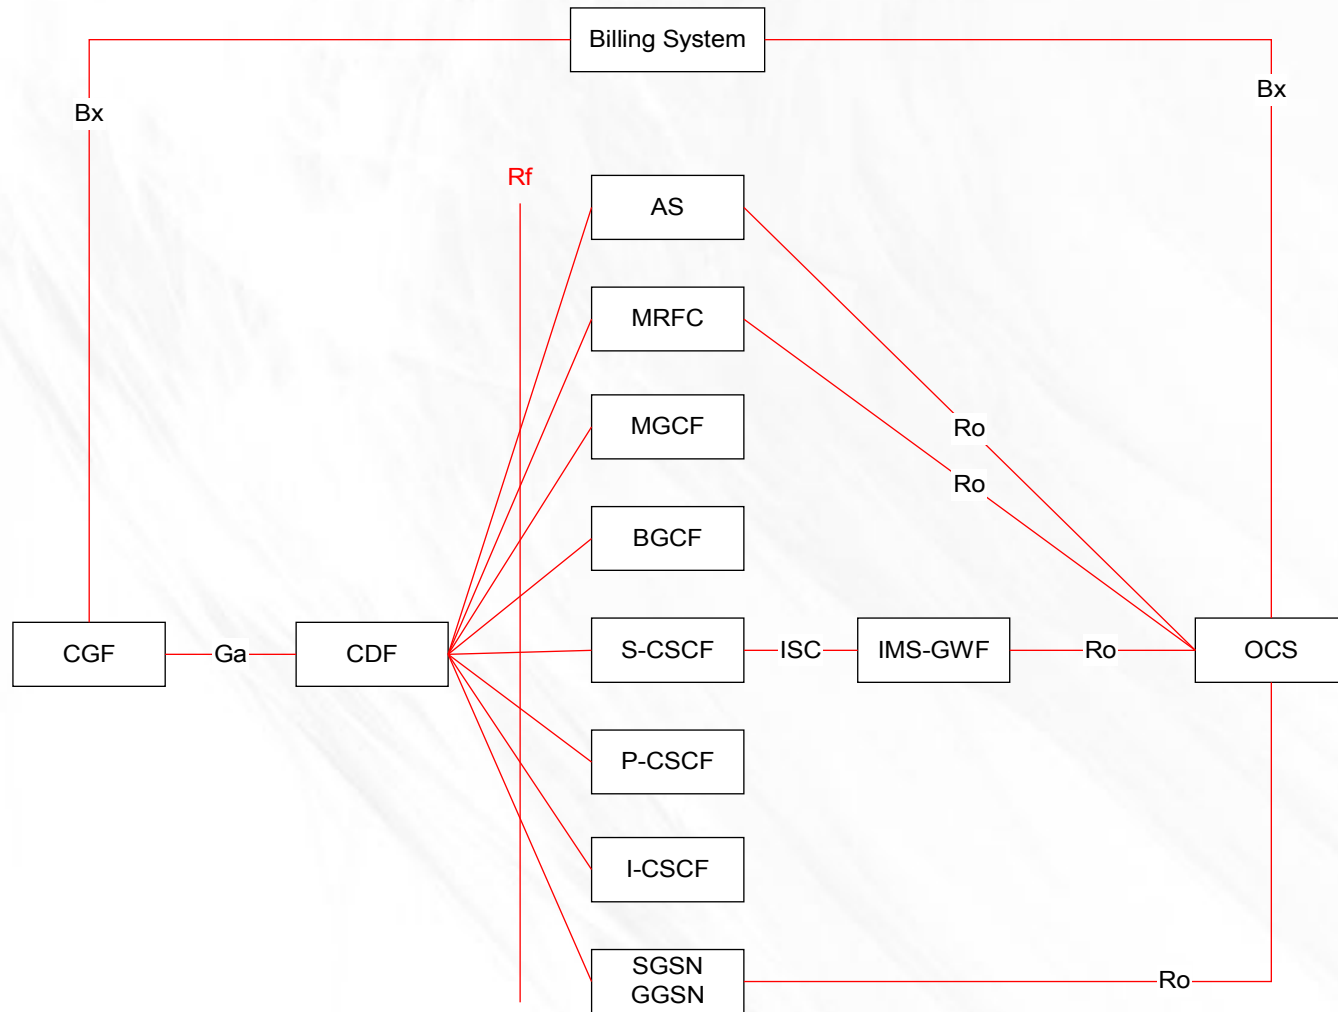 Billing System
Bx
Bx
Rf
AS
MRFC
MGCF
Ro
Ro
BGCF
CGF
Ga
CDF
S-CSCF
ISC
IMS-GWF
Ro
OCS
P-CSCF
I-CSCF
SGSN
GGSN
Ro